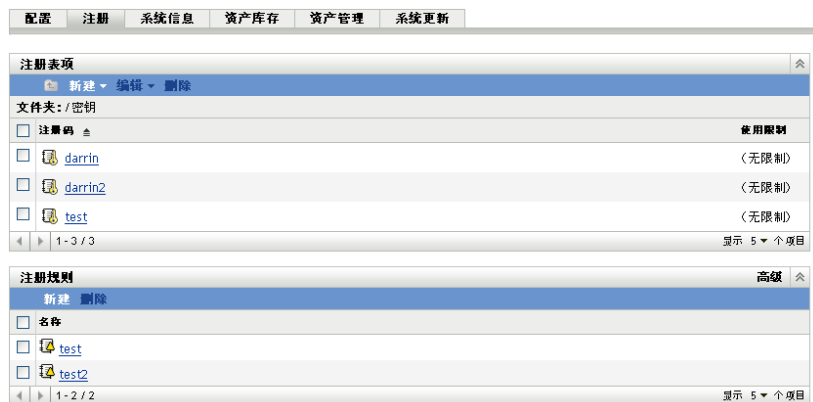 配置 注册 系统信息 资产库存 资产管理 系统更新
注册表项
新建 编辑 删除
文件夹: /密钥
注册码 使用限制
darrin (无限制)
darrin2 (无限制)
test (无限制)
1 - 3 / 3 显示 5 个项目
注册规则 高级
新建 删除
名称
test
test2
1 - 2 / 2 显示 5 个项目